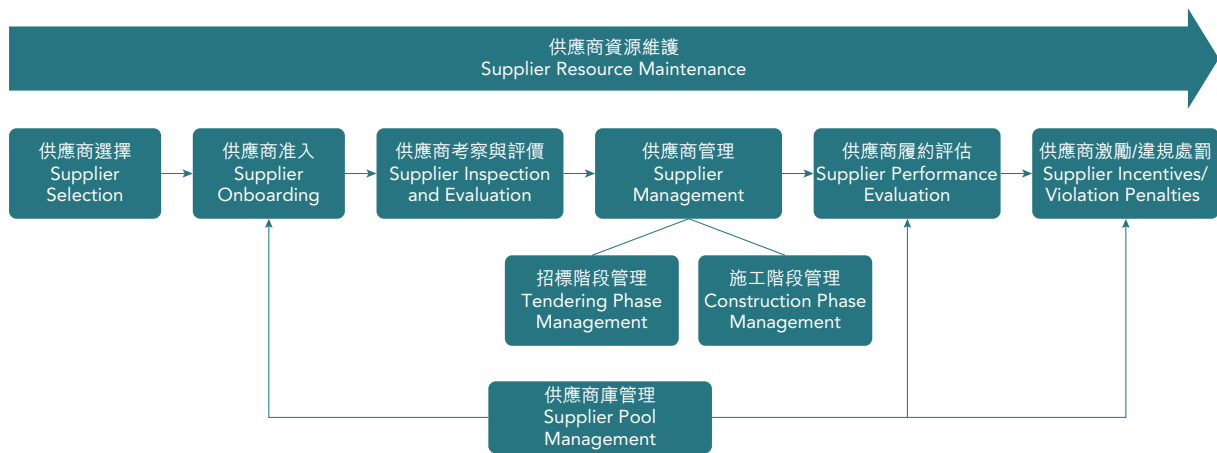 供應商資源維護
Supplier Resource Maintenance
供應商選擇
Supplier
Selection
供應商准入
Supplier
Onboarding
供應商考察與評價
Supplier Inspection
and Evaluation
供應商管理
Supplier
Management
供應商履約評估
Supplier Performance
Evaluation
供應商激勵/違規處罰
Supplier Incentives/
Violation Penalties
招標階段管理
Tendering Phase
Management
施工階段管理
Construction Phase
Management
供應商庫管理
Supplier Pool
Management